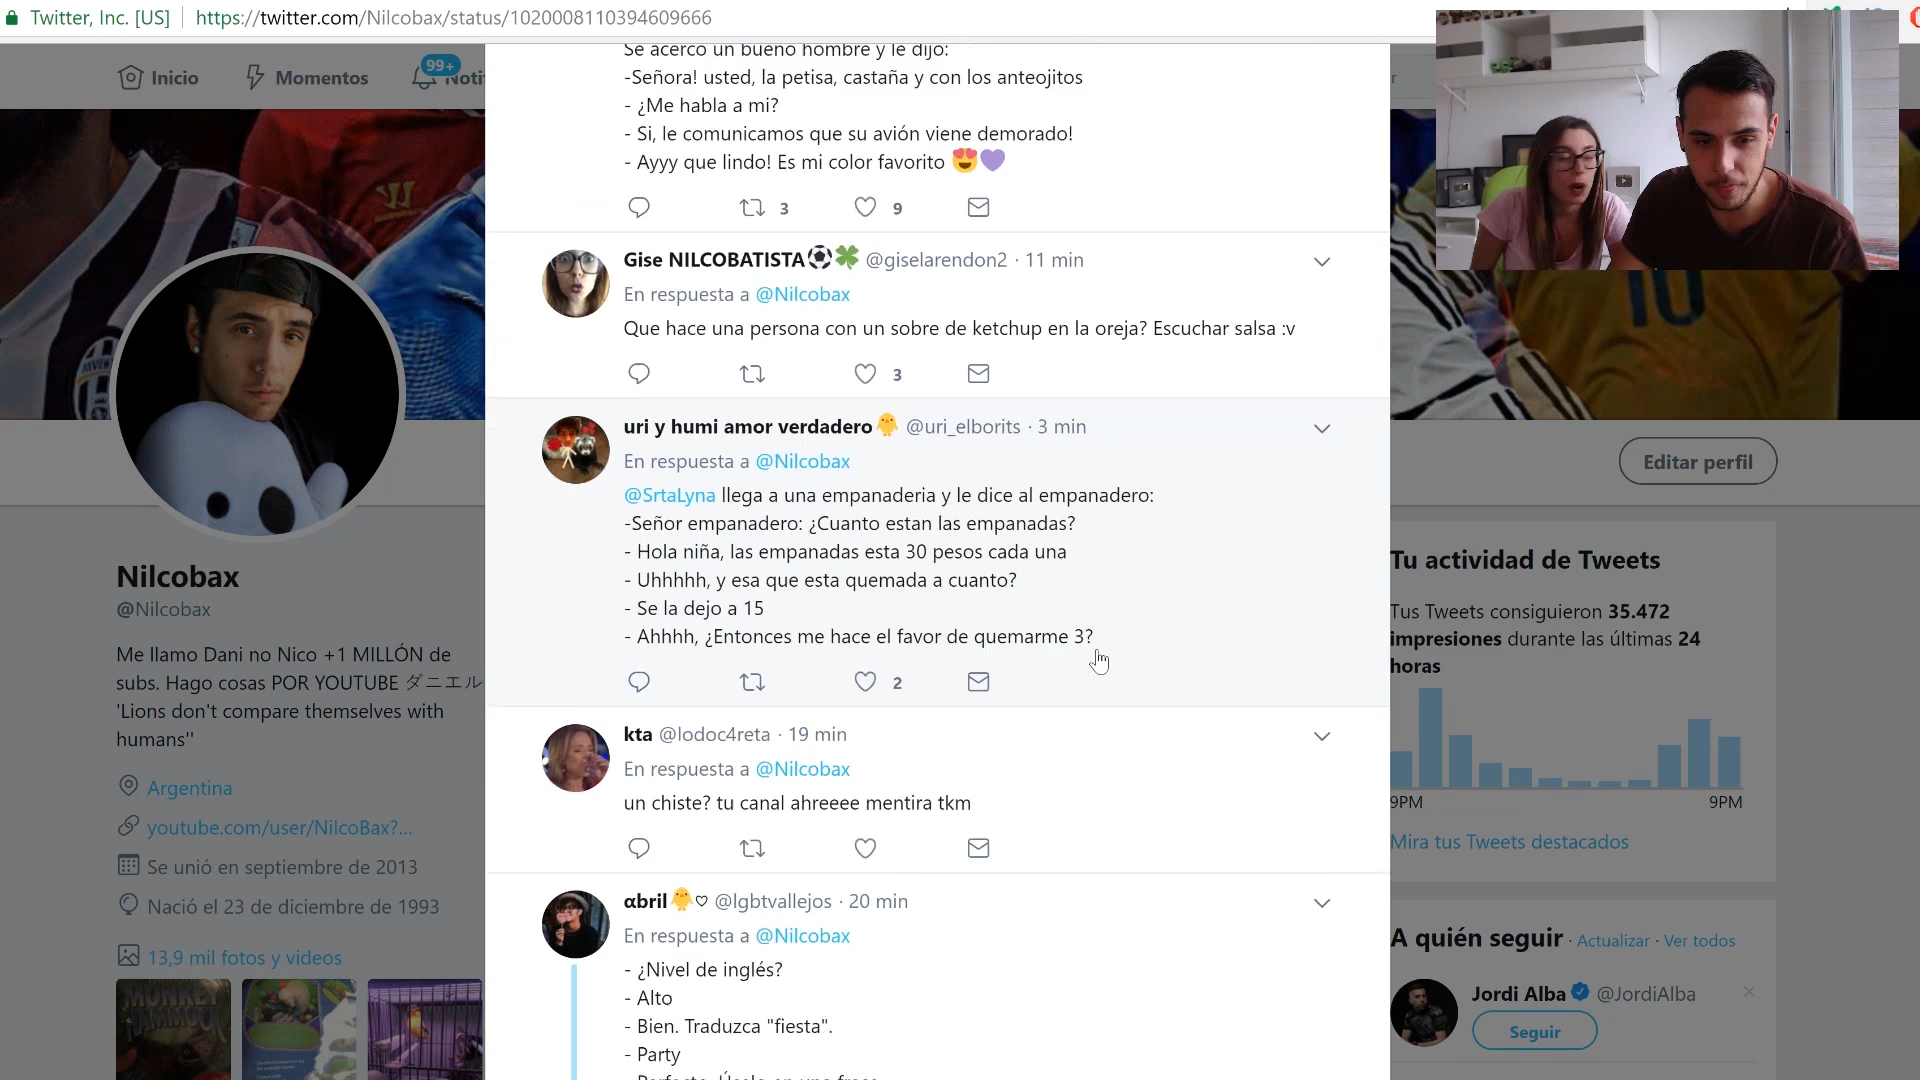 Twitter, Inc. [US]
https://twitter.com/Nilcobax/status/1020008110394609666
Inicio
Momentos
99+
Noti
r
Se acercó un bueno hombre y le dijo:
-Señora! usted, la petisa, castaña y con los anteojitos
- ¿Me habla a mi?
- Si, le comunicamos que su avión viene demorado!
- Ayyy que lindo! Es mi color favorito 😍💜
3
9
Gise NILCOBATISTA⚽🍀 @giselarendon2 · 11 min
En respuesta a @Nilcobax
Que hace una persona con un sobre de ketchup en la oreja? Escuchar salsa :v
3
uri y humi amor verdadero🐥 @uri_elborits · 3 min
En respuesta a @Nilcobax
@SrtaLyna llega a una empanaderia y le dice al empanadero:
-Señor empanadero: ¿Cuanto estan las empanadas?
- Hola niña, las empanadas esta 30 pesos cada una
- Uhhhhh, y esa que esta quemada a cuanto?
- Se la dejo a 15
- Ahhhh, ¿Entonces me hace el favor de quemarme 3?
2
kta @lodoc4reta · 19 min
En respuesta a @Nilcobax
un chiste? tu canal ahreeee mentira tkm
αbril🐥♡ @lgbtvallejos · 20 min
En respuesta a @Nilcobax
- ¿Nivel de inglés?
- Alto
- Bien. Traduzca "fiesta".
- Party
Nilcobax
@Nilcobax
Me llamo Dani no Nico +1 MILLÓN de
subs. Hago cosas POR YOUTUBE ダニエル
'Lions don't compare themselves with
humans''
Argentina
youtube.com/user/NilcoBax?...
Se unió en septiembre de 2013
Nació el 23 de diciembre de 1993
13,9 mil fotos y videos
10
Editar perfil
Tu actividad de Tweets
Tus Tweets consiguieron 35.472
impresiones durante las últimas 24
horas
9PM
9PM
Mira tus Tweets destacados
A quién seguir · Actualizar · Ver todos
Jordi Alba @JordiAlba
Seguir